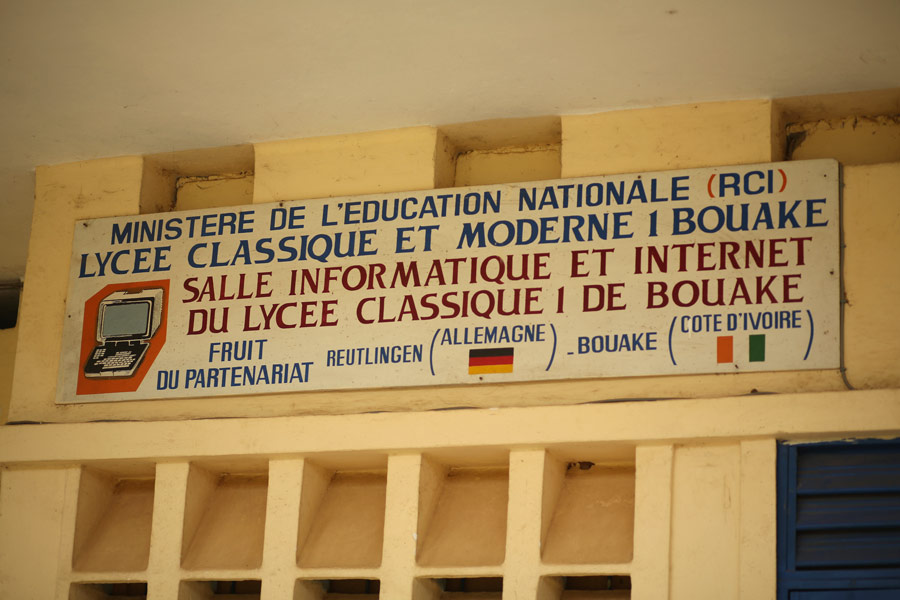 MINISTERE DE L'EDUCATION NATIONALE (RCI)
LYCEE CLASSIQUE ET MODERNE 1 BOUAKE
SALLE INFORMATIQUE ET INTERNET
DU LYCEE CLASSIQUE 1 DE BOUAKE
FRUIT
DU PARTENARIAT
REUTLINGEN (ALLEMAGNE) - BOUAKE (COTE D'IVOIRE)